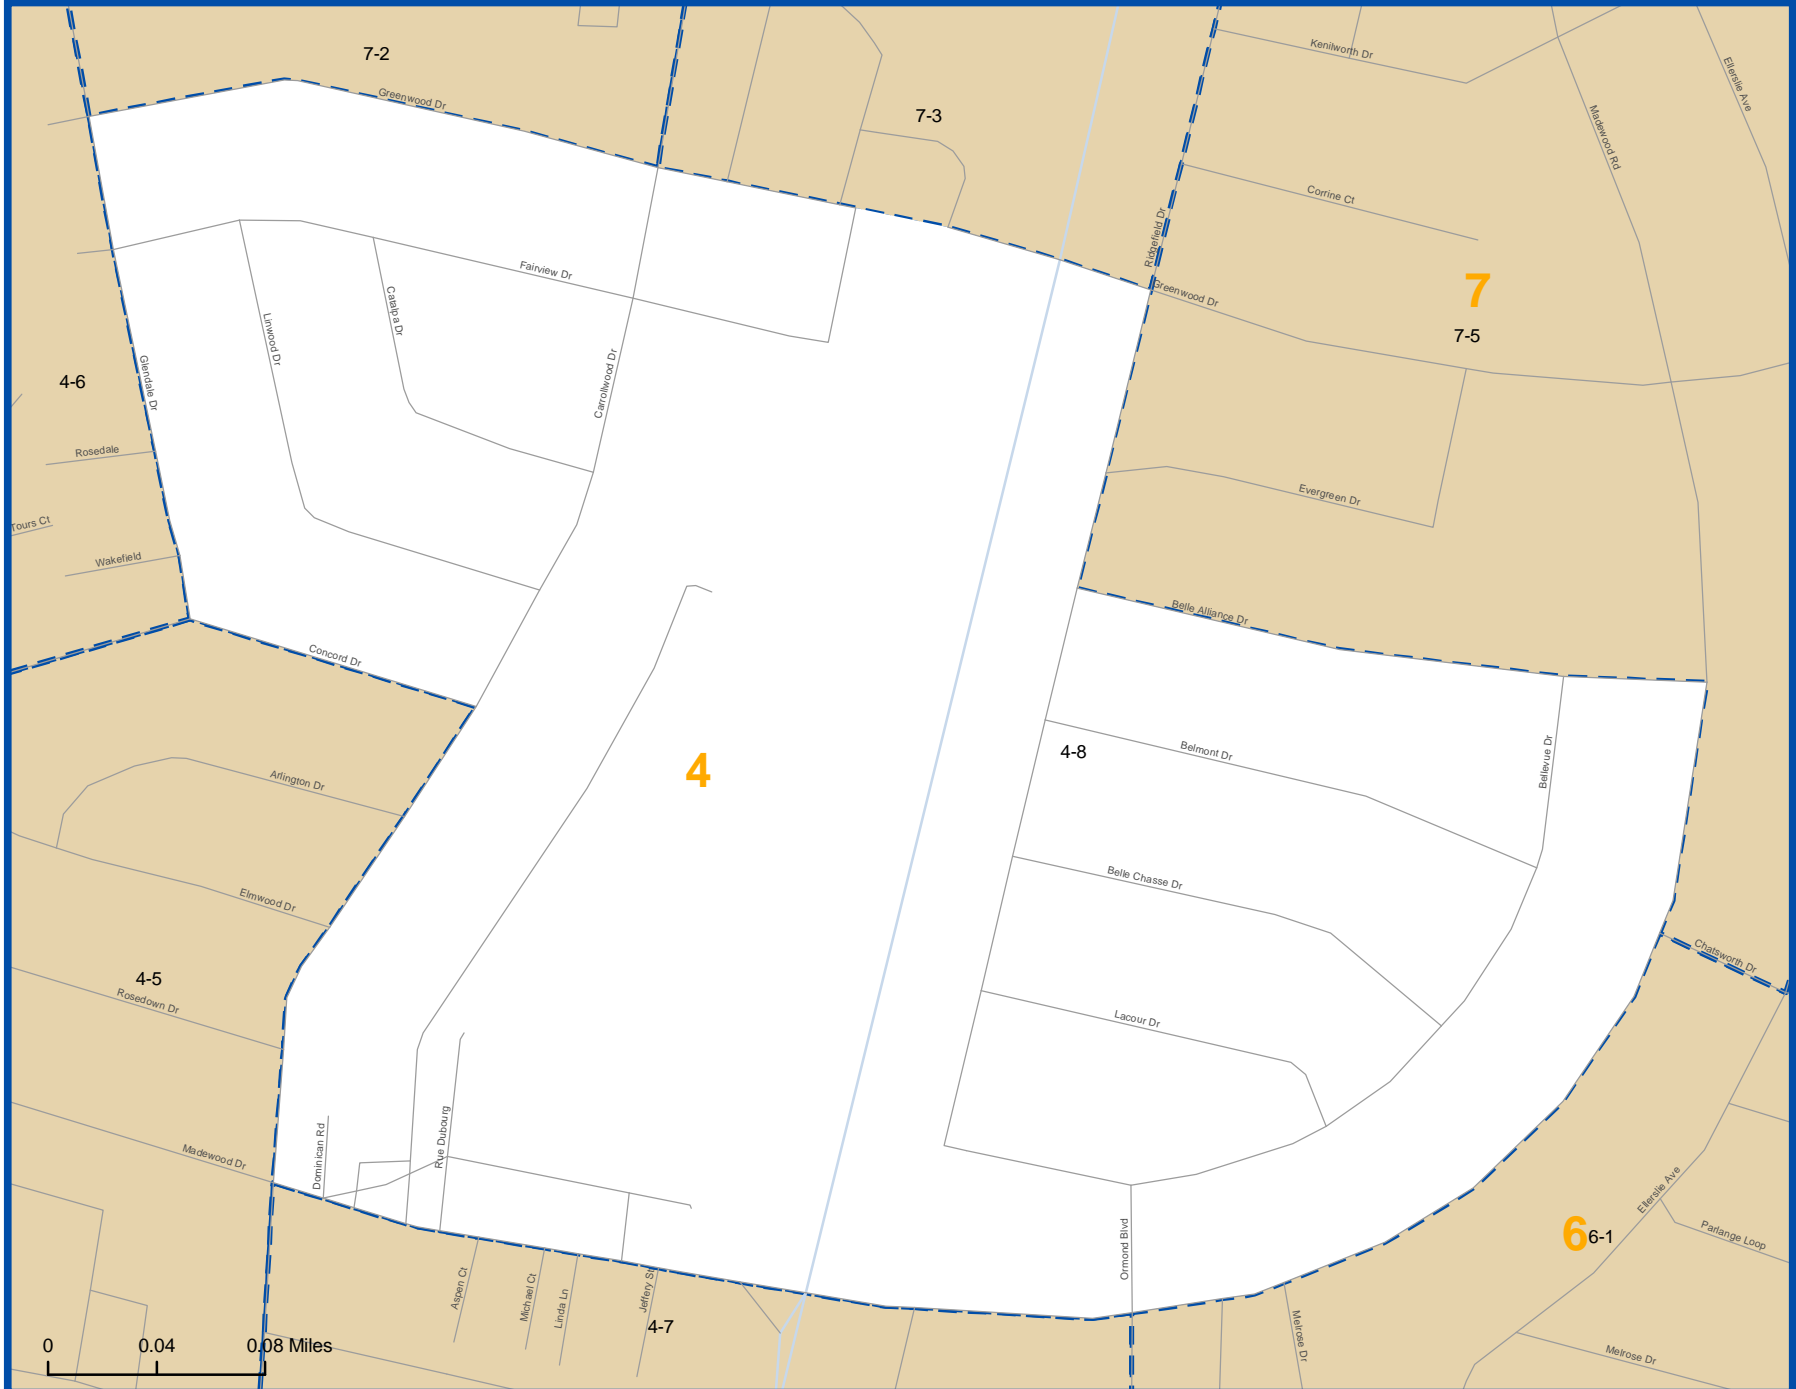 7-2
Kenilworth Dr
Ellerslie Ave
Greenwood Dr
7-3
Madewood Rd
Corrine Ct
Ridgefield Dr
Fairview Dr
Greenwood Dr
7
7-5
Catalpa Dr
Linwood Dr
Glendale Dr
4-6
Carrollwood Dr
Rosedale
Evergreen Dr
Tours Ct
Wakefield
Belle Alliance Dr
Concord Dr
4
4-8
Belmont Dr
Bellevue Dr
Arlington Dr
Belle Chasse Dr
Elmwood Dr
Chatsworth Dr
4-5
Rosedown Dr
Lacour Dr
Rue Dubourg
Dominican Rd
Madewood Dr
Ellerslie Ave
6
6-1
Parlange Loop
Ormond Blvd
Aspen Ct
Michael Ct
Linda Ln
Jeffery St
4-7
Melrose Dr
Melrose Dr
0 0.04 0.08 Miles